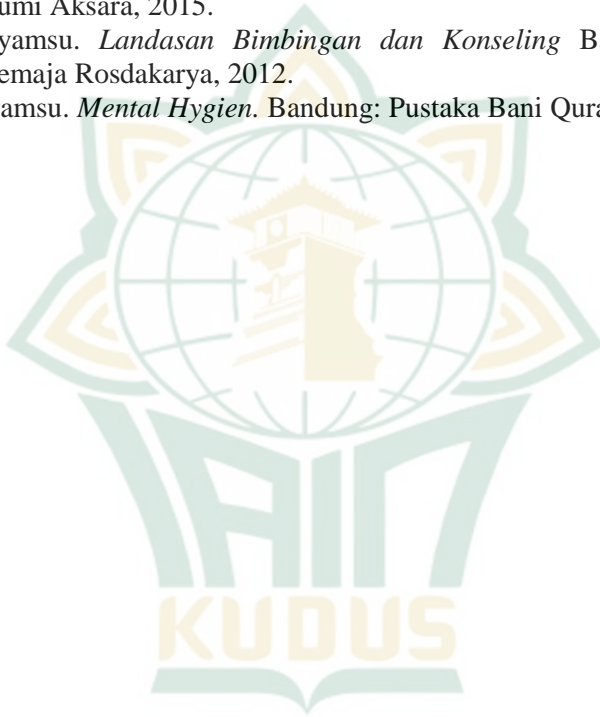 umi Aksara, 2015.
yamsu. Landasan Bimbingan dan Konseling B
emaja Rosdakarya, 2012.
amsu. Mental Hygien. Bandung: Pustaka Bani Qura
IAIN
KUDUS